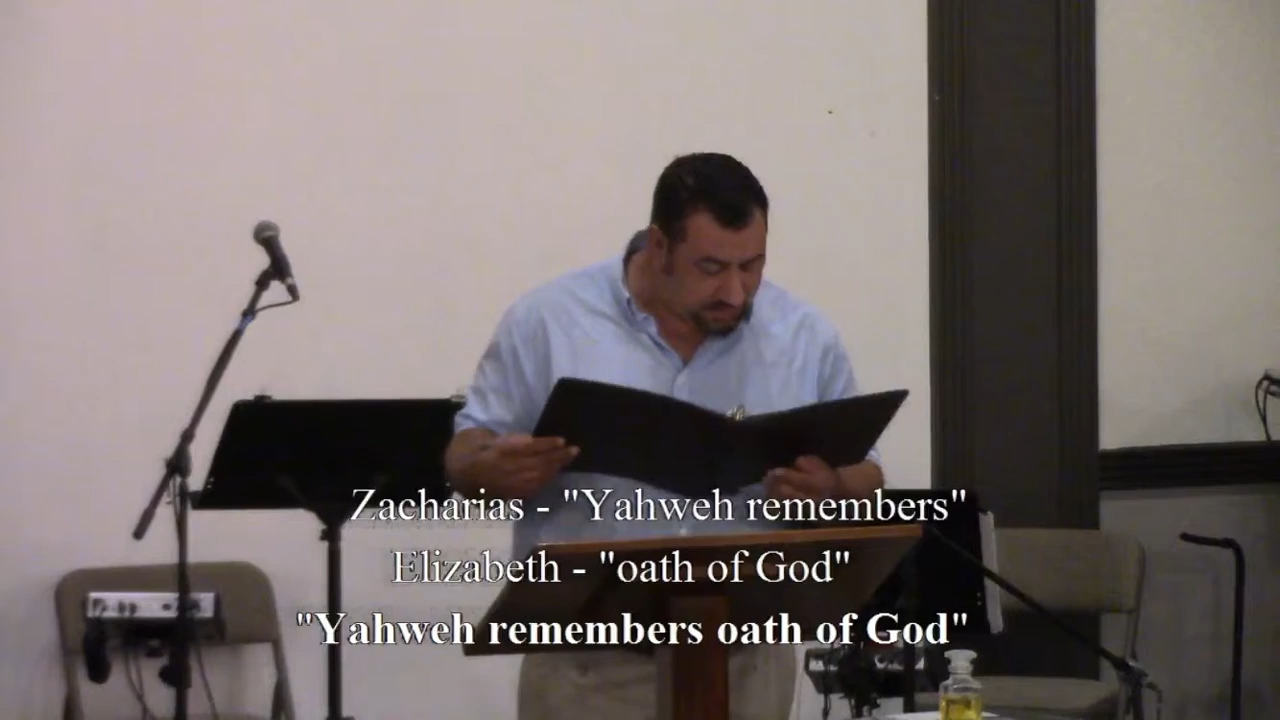 Zacharias - "Yahweh remembers"
Elizabeth - "oath of God"
"Yahweh remembers oath of God"